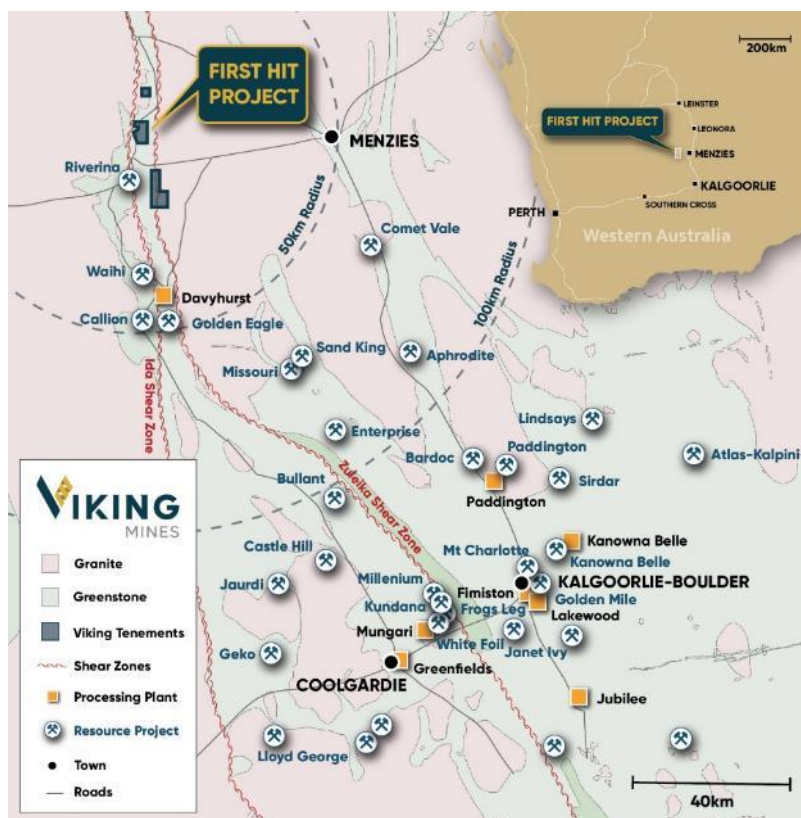 FIRST HIT
PROJECT
MENZIES
Riverina
50km Radius
Comet Vale
Waihi
Davyhurst
Callion
Golden Eagle
100km Radius
Sand King
Missouri
Aphrodite
Ida Shear Zone
Enterprise
Lindsays
Bardoc
Paddington
Atlas-Kalpini
Sirdar
Paddington
Bullant
Zuleika Shear Zone
Castle Hill
Mt Charlotte
Kanowna Belle
Kanowna Belle
Jaurdi
Millenium
Fimiston
KALGOORLIE-BOULDER
Kundana
Frogs Leg
Golden Mile
Lakewood
Mungari
White Foil
Janet Ivy
Geko
Greenfields
COOLGARDIE
Jubilee
Lloyd George
40km
200km
LEINSTER
FIRST HIT PROJECT
LEONORA
MENZIES
KALGOORLIE
PERTH
SOUTHERN CROSS
Western Australia
VIKING
MINES
Granite
Greenstone
Viking Tenements
Shear Zones
Processing Plant
Resource Project
Town
Roads